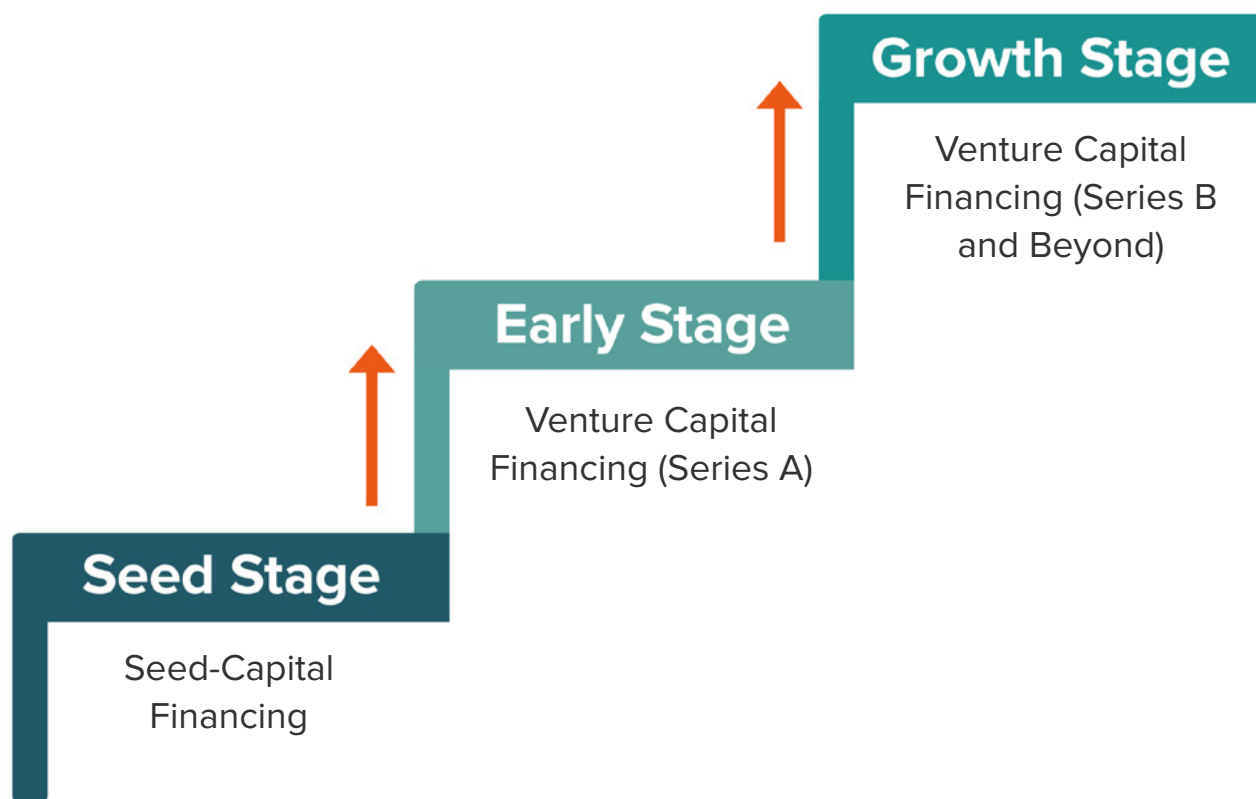 Growth Stage
Venture Capital
Financing (Series B
and Beyond)
Early Stage
Venture Capital
Financing (Series A)
Seed Stage
Seed-Capital
Financing